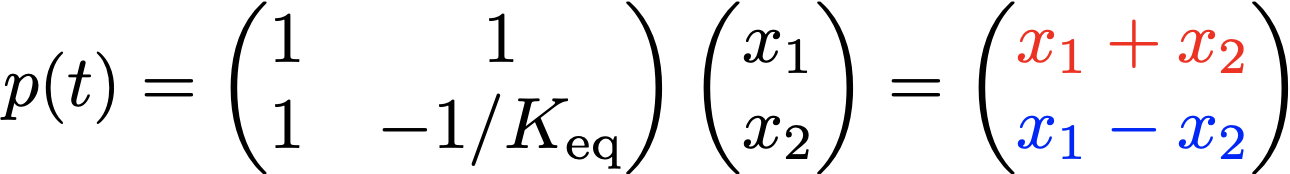 p(t) = ( 1 1 ; 1 −1/K_eq ) ( x_1 ; x_2 ) = ( x_1 + x_2 ; x_1 − x_2 )